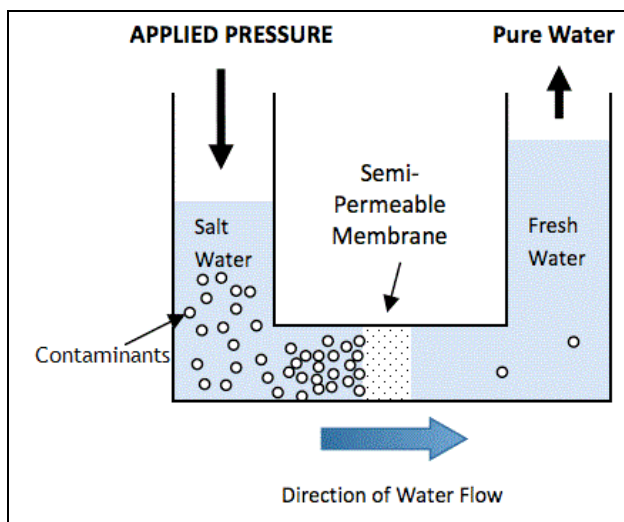 APPLIED PRESSURE
Pure Water
Semi-
Permeable
Membrane
Salt
Water
Fresh
Water
Contaminants
Direction of Water Flow